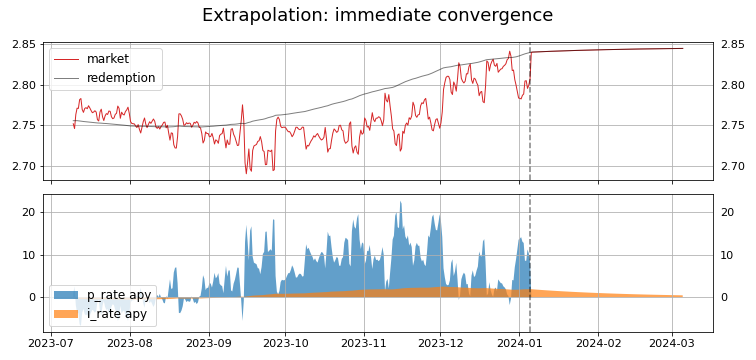 Extrapolation: immediate convergence
2.85 2.85
market
redemption
2.80 2.80
2.75 2.75
2.70 2.70
20 20
10 10
0 0
p_rate apy
i_rate apy
2023-07 2023-08 2023-09 2023-10 2023-11 2023-12 2024-01 2024-02 2024-03